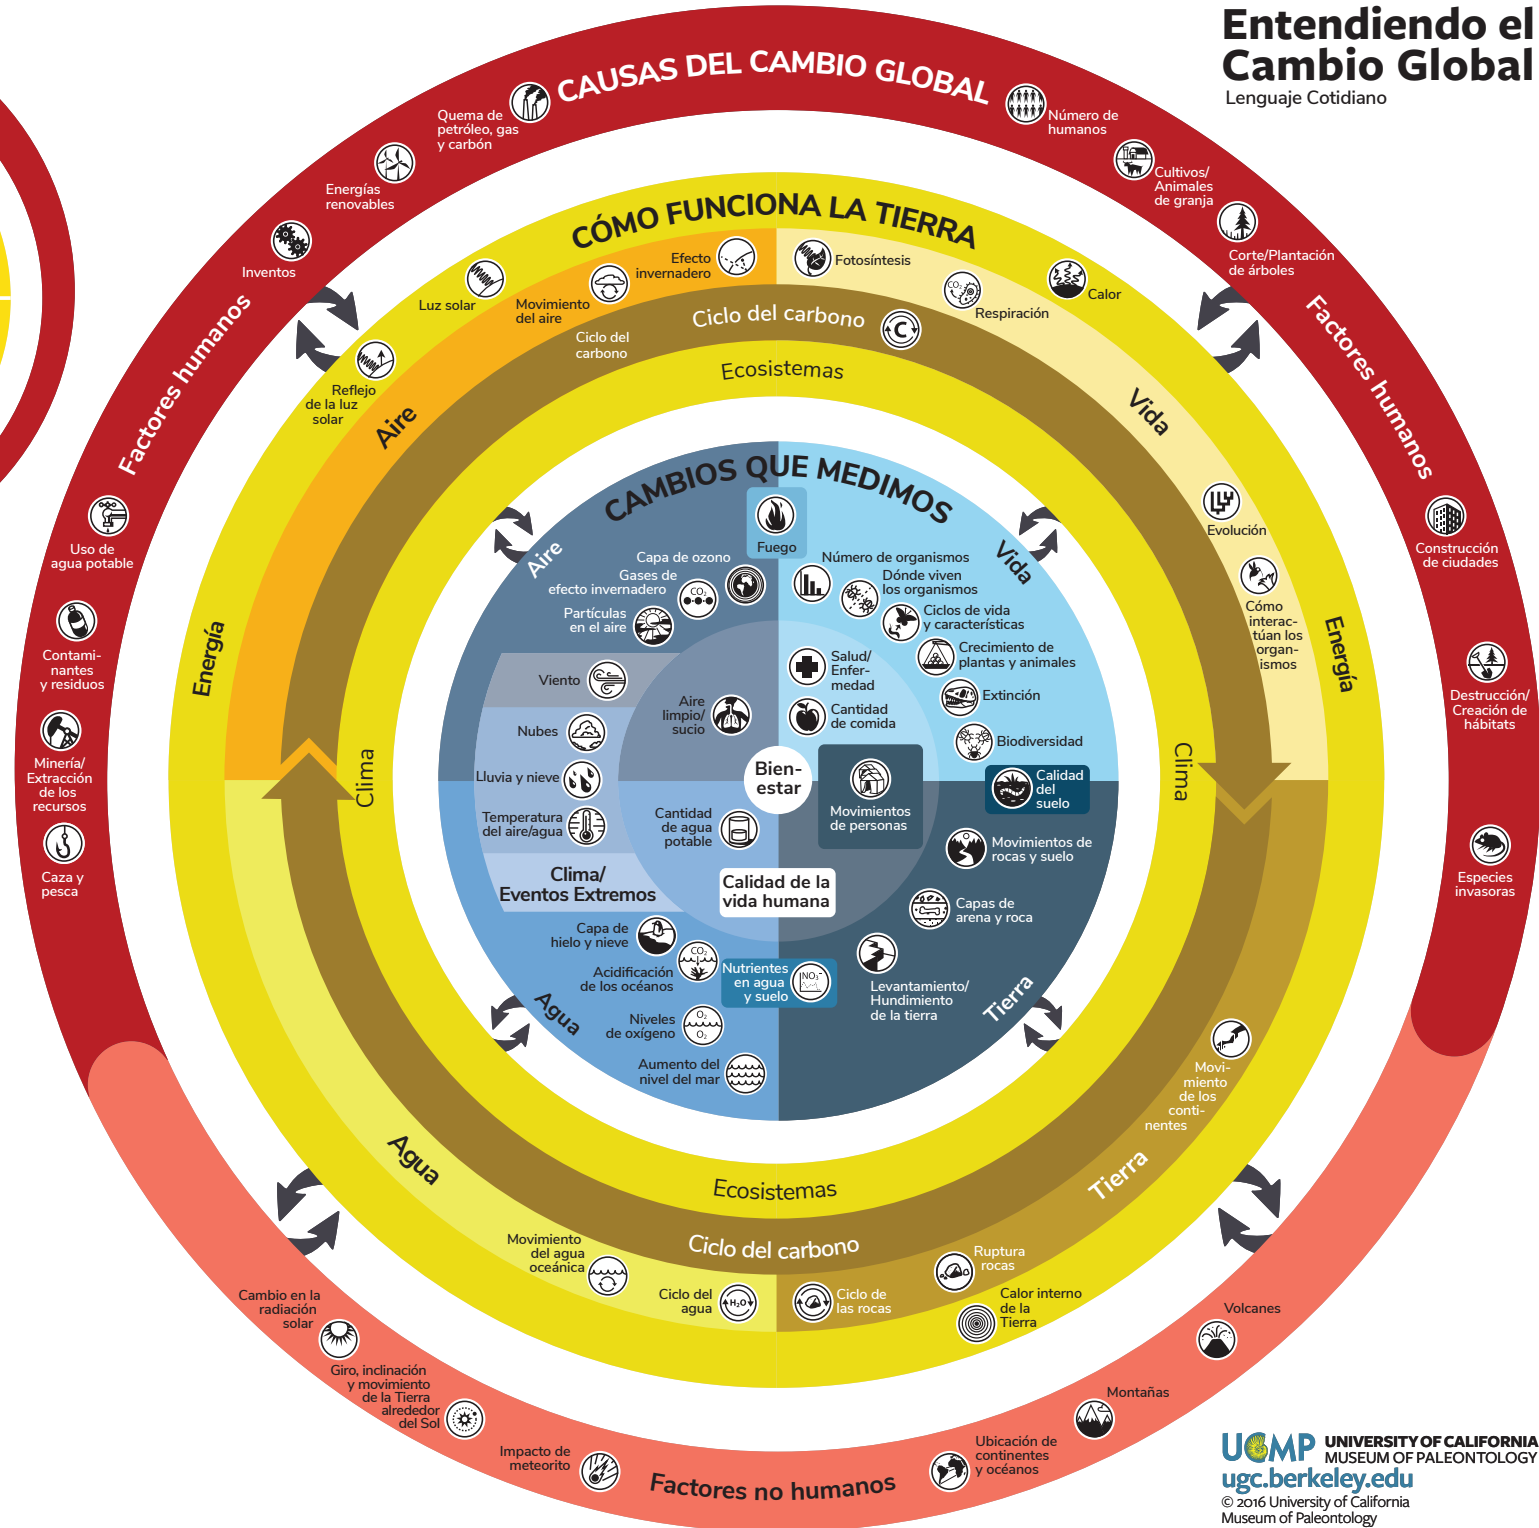 Entendiendo el
Cambio Global
Lenguaje Cotidiano
CAUSAS DEL CAMBIO GLOBAL
Factores humanos
Quema de
petróleo, gas
y carbón
Energías
renovables
Inventos
Uso de
agua potable
Contami-
nantes
y residuos
Minería/
Extracción
de los
recursos
Caza y
pesca
Número de
humanos
Cultivos/
Animales
de granja
Corte/Plantación
de árboles
Factores humanos
Construcción
de ciudades
Destrucción/
Creación de
hábitats
Especies
invasoras
CÓMO FUNCIONA LA TIERRA
Energía
Luz solar
Reflejo
de la luz
solar
Calor
Energía
Aire
Efecto
invernadero
Movimiento
del aire
Ciclo del
carbono
Vida
Fotosíntesis
CO₂
Respiración
Evolución
Cómo
interac-
túan los
organ-
ismos
Ciclo del carbono
C
Ecosistemas
Clima
Clima
CAMBIOS QUE MEDIMOS
Aire
Fuego
Capa de ozono
Gases de
efecto invernadero
CO₂
Partículas
en el aire
Viento
Nubes
Lluvia y nieve
Temperatura
del aire/agua
Clima/
Eventos Extremos
Aire
limpio/
sucio
Cantidad
de agua
potable
Vida
Número de organismos
Dónde viven
los organismos
Ciclos de vida
y características
Crecimiento de
plantas y animales
Extinción
Biodiversidad
Salud/
Enfer-
medad
Cantidad
de comida
Bien-
estar
Movimientos
de personas
Calidad
del
suelo
Calidad de la
vida humana
Movimientos de
rocas y suelo
Capas de
arena y roca
Levantamiento/
Hundimiento
de la tierra
Tierra
Nutrientes
en agua
y suelo
NO₃⁻
Agua
Capa de
hielo y nieve
CO₂
Acidificación
de los océanos
Niveles
de oxígeno
O₂
O₂
Aumento del
nivel del mar
Ecosistemas
Ciclo del carbono
Agua
Movimiento
del agua
oceánica
Ciclo del
agua
H₂O
Tierra
Movi-
miento
de los
conti-
nentes
Ruptura
rocas
Ciclo de
las rocas
Calor interno
de la
Tierra
Cambio en la
radiación
solar
Giro, inclinación
y movimiento
de la Tierra
alrededor
del Sol
Impacto de
meteorito
Factores no humanos
Ubicación de
continentes
y océanos
Montañas
Volcanes
UCMP UNIVERSITY OF CALIFORNIA
MUSEUM OF PALEONTOLOGY
ugc.berkeley.edu
© 2016 University of California
Museum of Paleontology